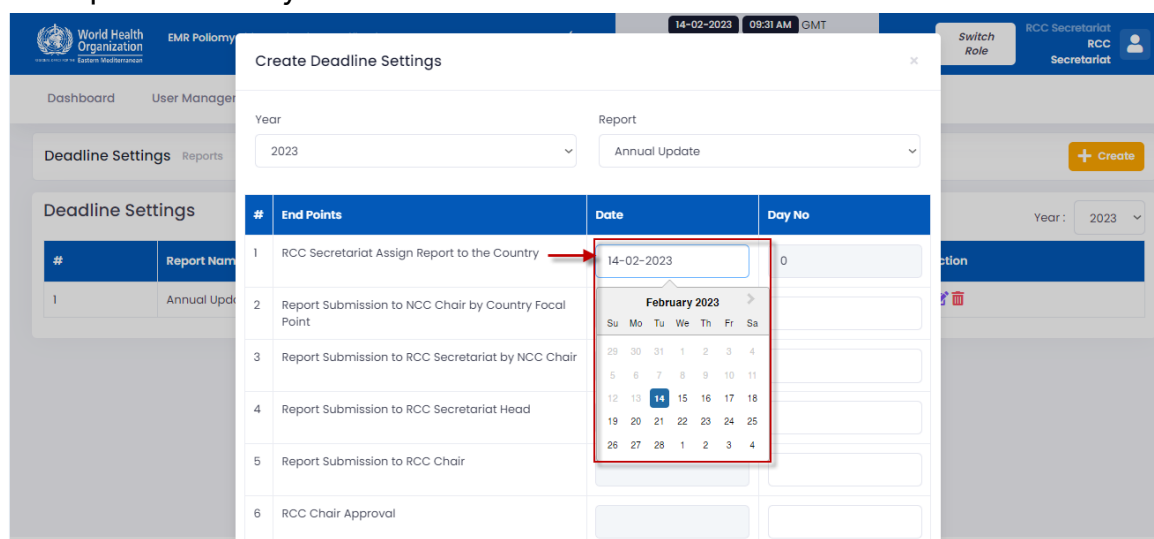 14-02-2023 09:31 AM GMT
World Health
Organization
Eastern Mediterranean
EMR Poliomy
Switch
Role
RCC Secretariat
RCC
Secretariat
Create Deadline Settings ×
Dashboard User Manager
Year Report
2023 Annual Update
Deadline Settings Reports
+ Create
Deadline Settings
Year : 2023
# End Points Date Day No
# Report Nam ction
1 Annual Upd
1 RCC Secretariat Assign Report to the Country 14-02-2023 0
2 Report Submission to NCC Chair by Country Focal
Point
3 Report Submission to RCC Secretariat by NCC Chair
4 Report Submission to RCC Secretariat Head
5 Report Submission to RCC Chair
6 RCC Chair Approval
February 2023
Su Mo Tu We Th Fr Sa
29 30 31 1 2 3 4
5 6 7 8 9 10 11
12 13 14 15 16 17 18
19 20 21 22 23 24 25
26 27 28 1 2 3 4